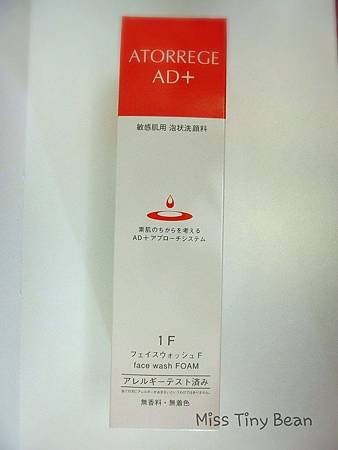 ATORREGE
AD+
敏感肌用 泡状洗顔料
素肌のちからを考える
AD+アプローチシステム
1F
フェイスウォッシュF
face wash FOAM
アレルギーテスト済み
無香料・無着色
Miss Tiny Bean